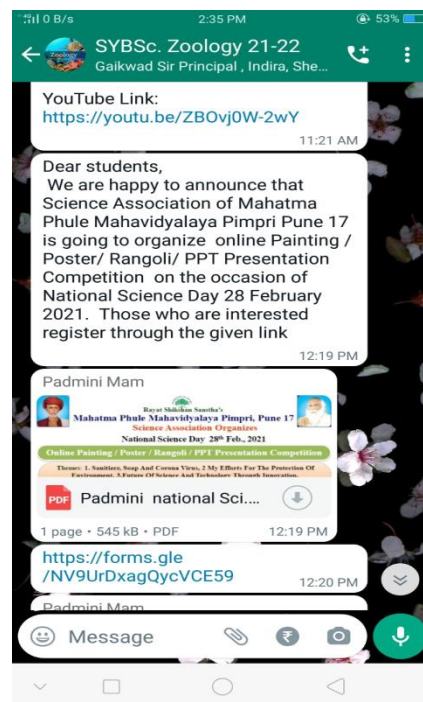 0 B/s 2:35 PM 53%
SYBSc. Zoology 21-22
Gaikwad Sir Principal , Indira, She...
YouTube Link:
https://youtu.be/ZBOvj0W-2wY
11:21 AM
Dear students,
We are happy to announce that
Science Association of Mahatma
Phule Mahavidyalaya Pimpri Pune 17
is going to organize online Painting /
Poster/ Rangoli/ PPT Presentation
Competition on the occasion of
National Science Day 28 February
2021. Those who are interested
register through the given link
12:19 PM
Padmini Mam
Rayat Shikshan Sanstha's
Mahatma Phule Mahavidyalaya Pimpri, Pune 17
Science Association Organizes
National Science Day 28th Feb., 2021
Online Painting / Poster / Rangoli / PPT Presentation Competition
Themes: 1. Sanitizer, Soap And Corona Virus, 2 My Efforts For The Protection Of
Environment, 3.Future Of Science And Technology Through Innovation.
PDF Padmini national Sci....
1 page • 545 kB • PDF 12:19 PM
https://forms.gle
/NV9UrDxagQycVCE59
12:20 PM
Padmini Mam
Message